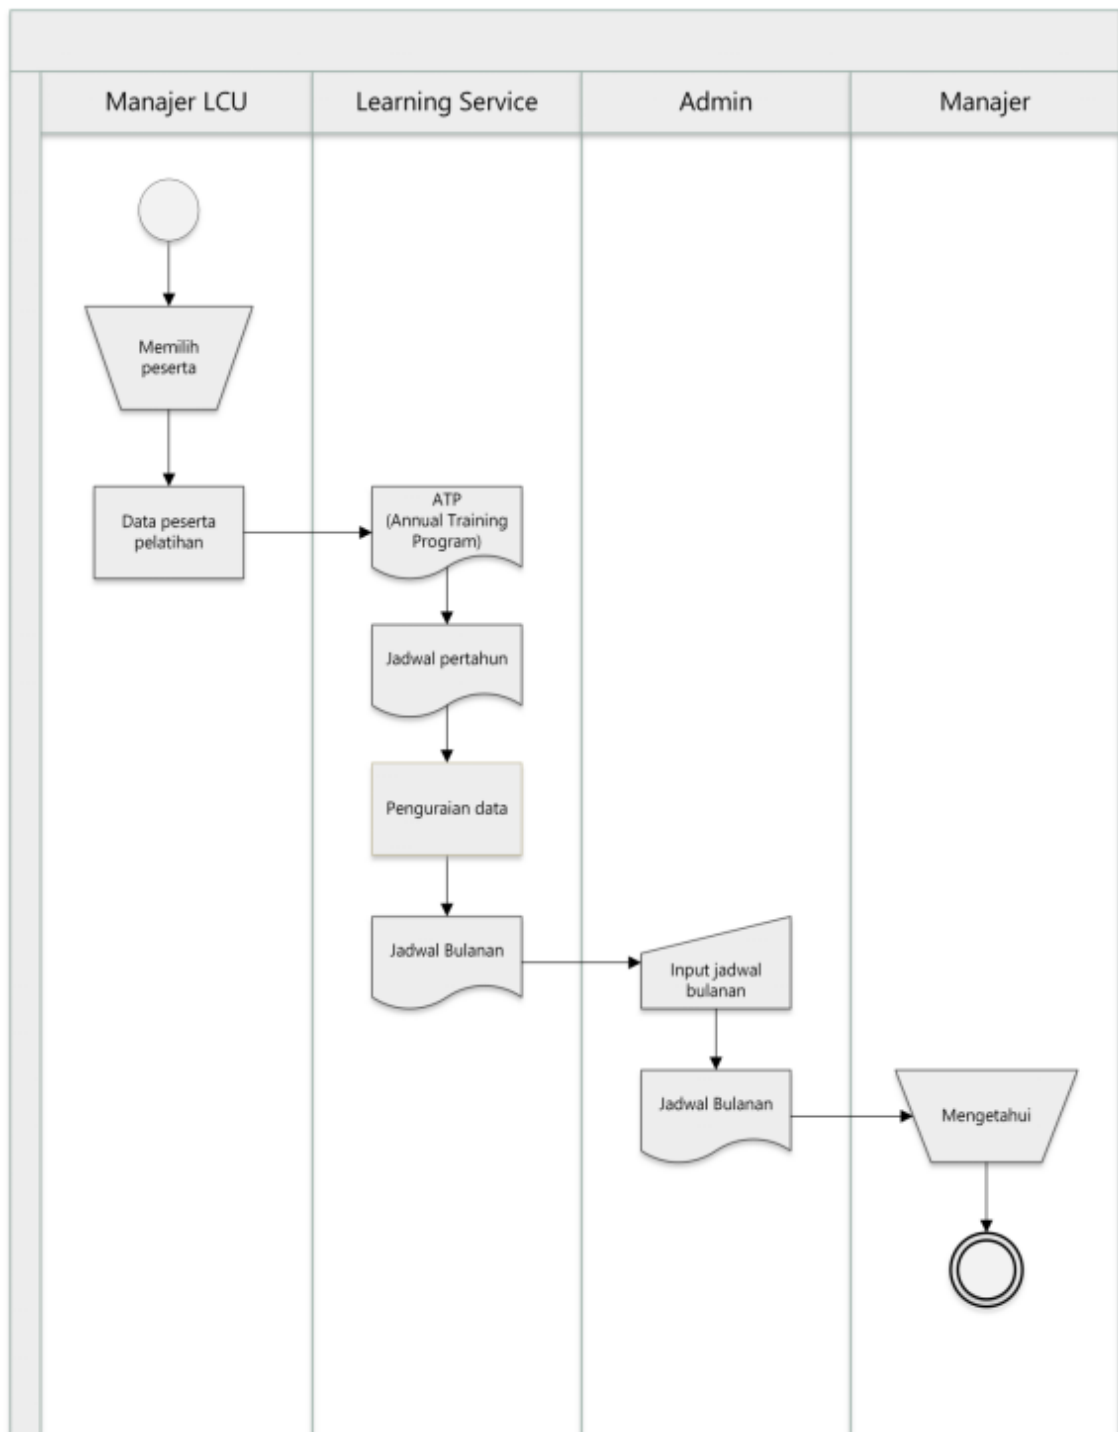 Manajer LCU
Learning Service
Admin
Manajer
Memilih
peserta
Data peserta
pelatihan
ATP
(Annual Training
Program)
Jadwal pertahun
Penguraian data
Jadwal Bulanan
Input jadwal
bulanan
Jadwal Bulanan
Mengetahui